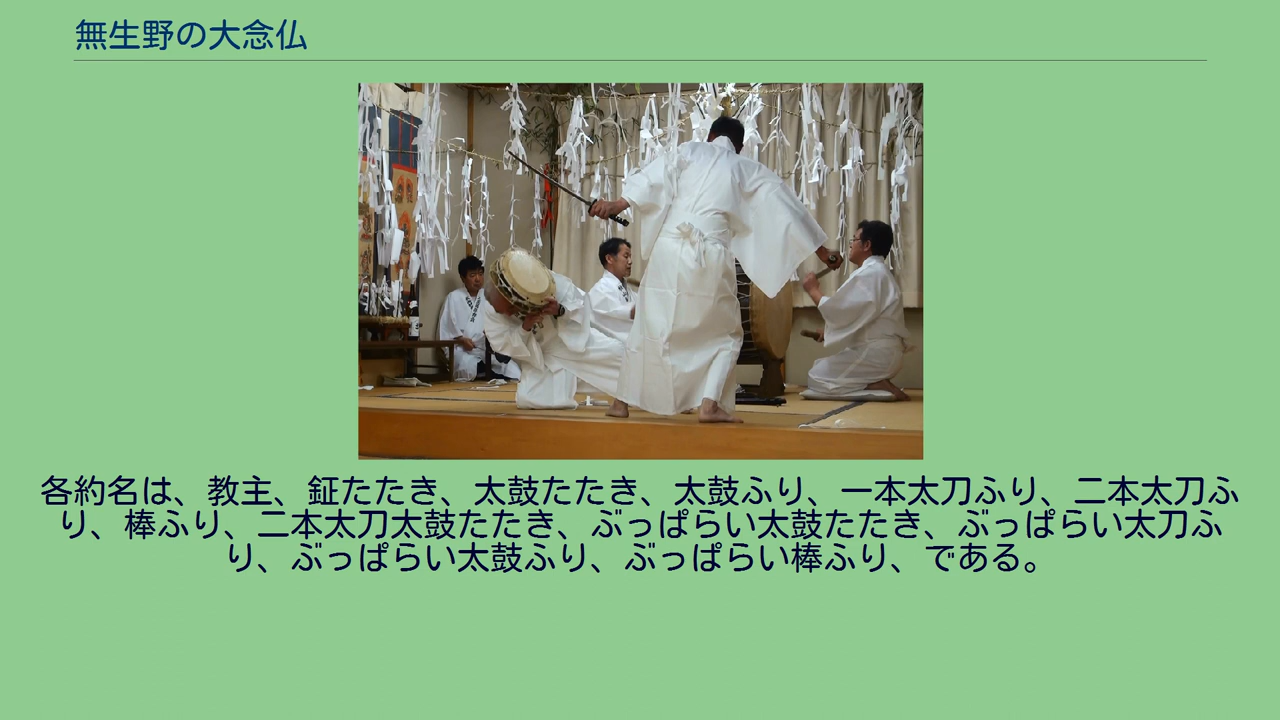 無生野の大念仏
各約名は、教主、鉦たたき、太鼓たたき、太鼓ふり、一本太刀ふり、二本太刀ふ
り、棒ふり、二本太刀太鼓たたき、ぶっぱらい太鼓たたき、ぶっぱらい太刀ふ
り、ぶっぱらい太鼓ふり、ぶっぱらい棒ふり、である。